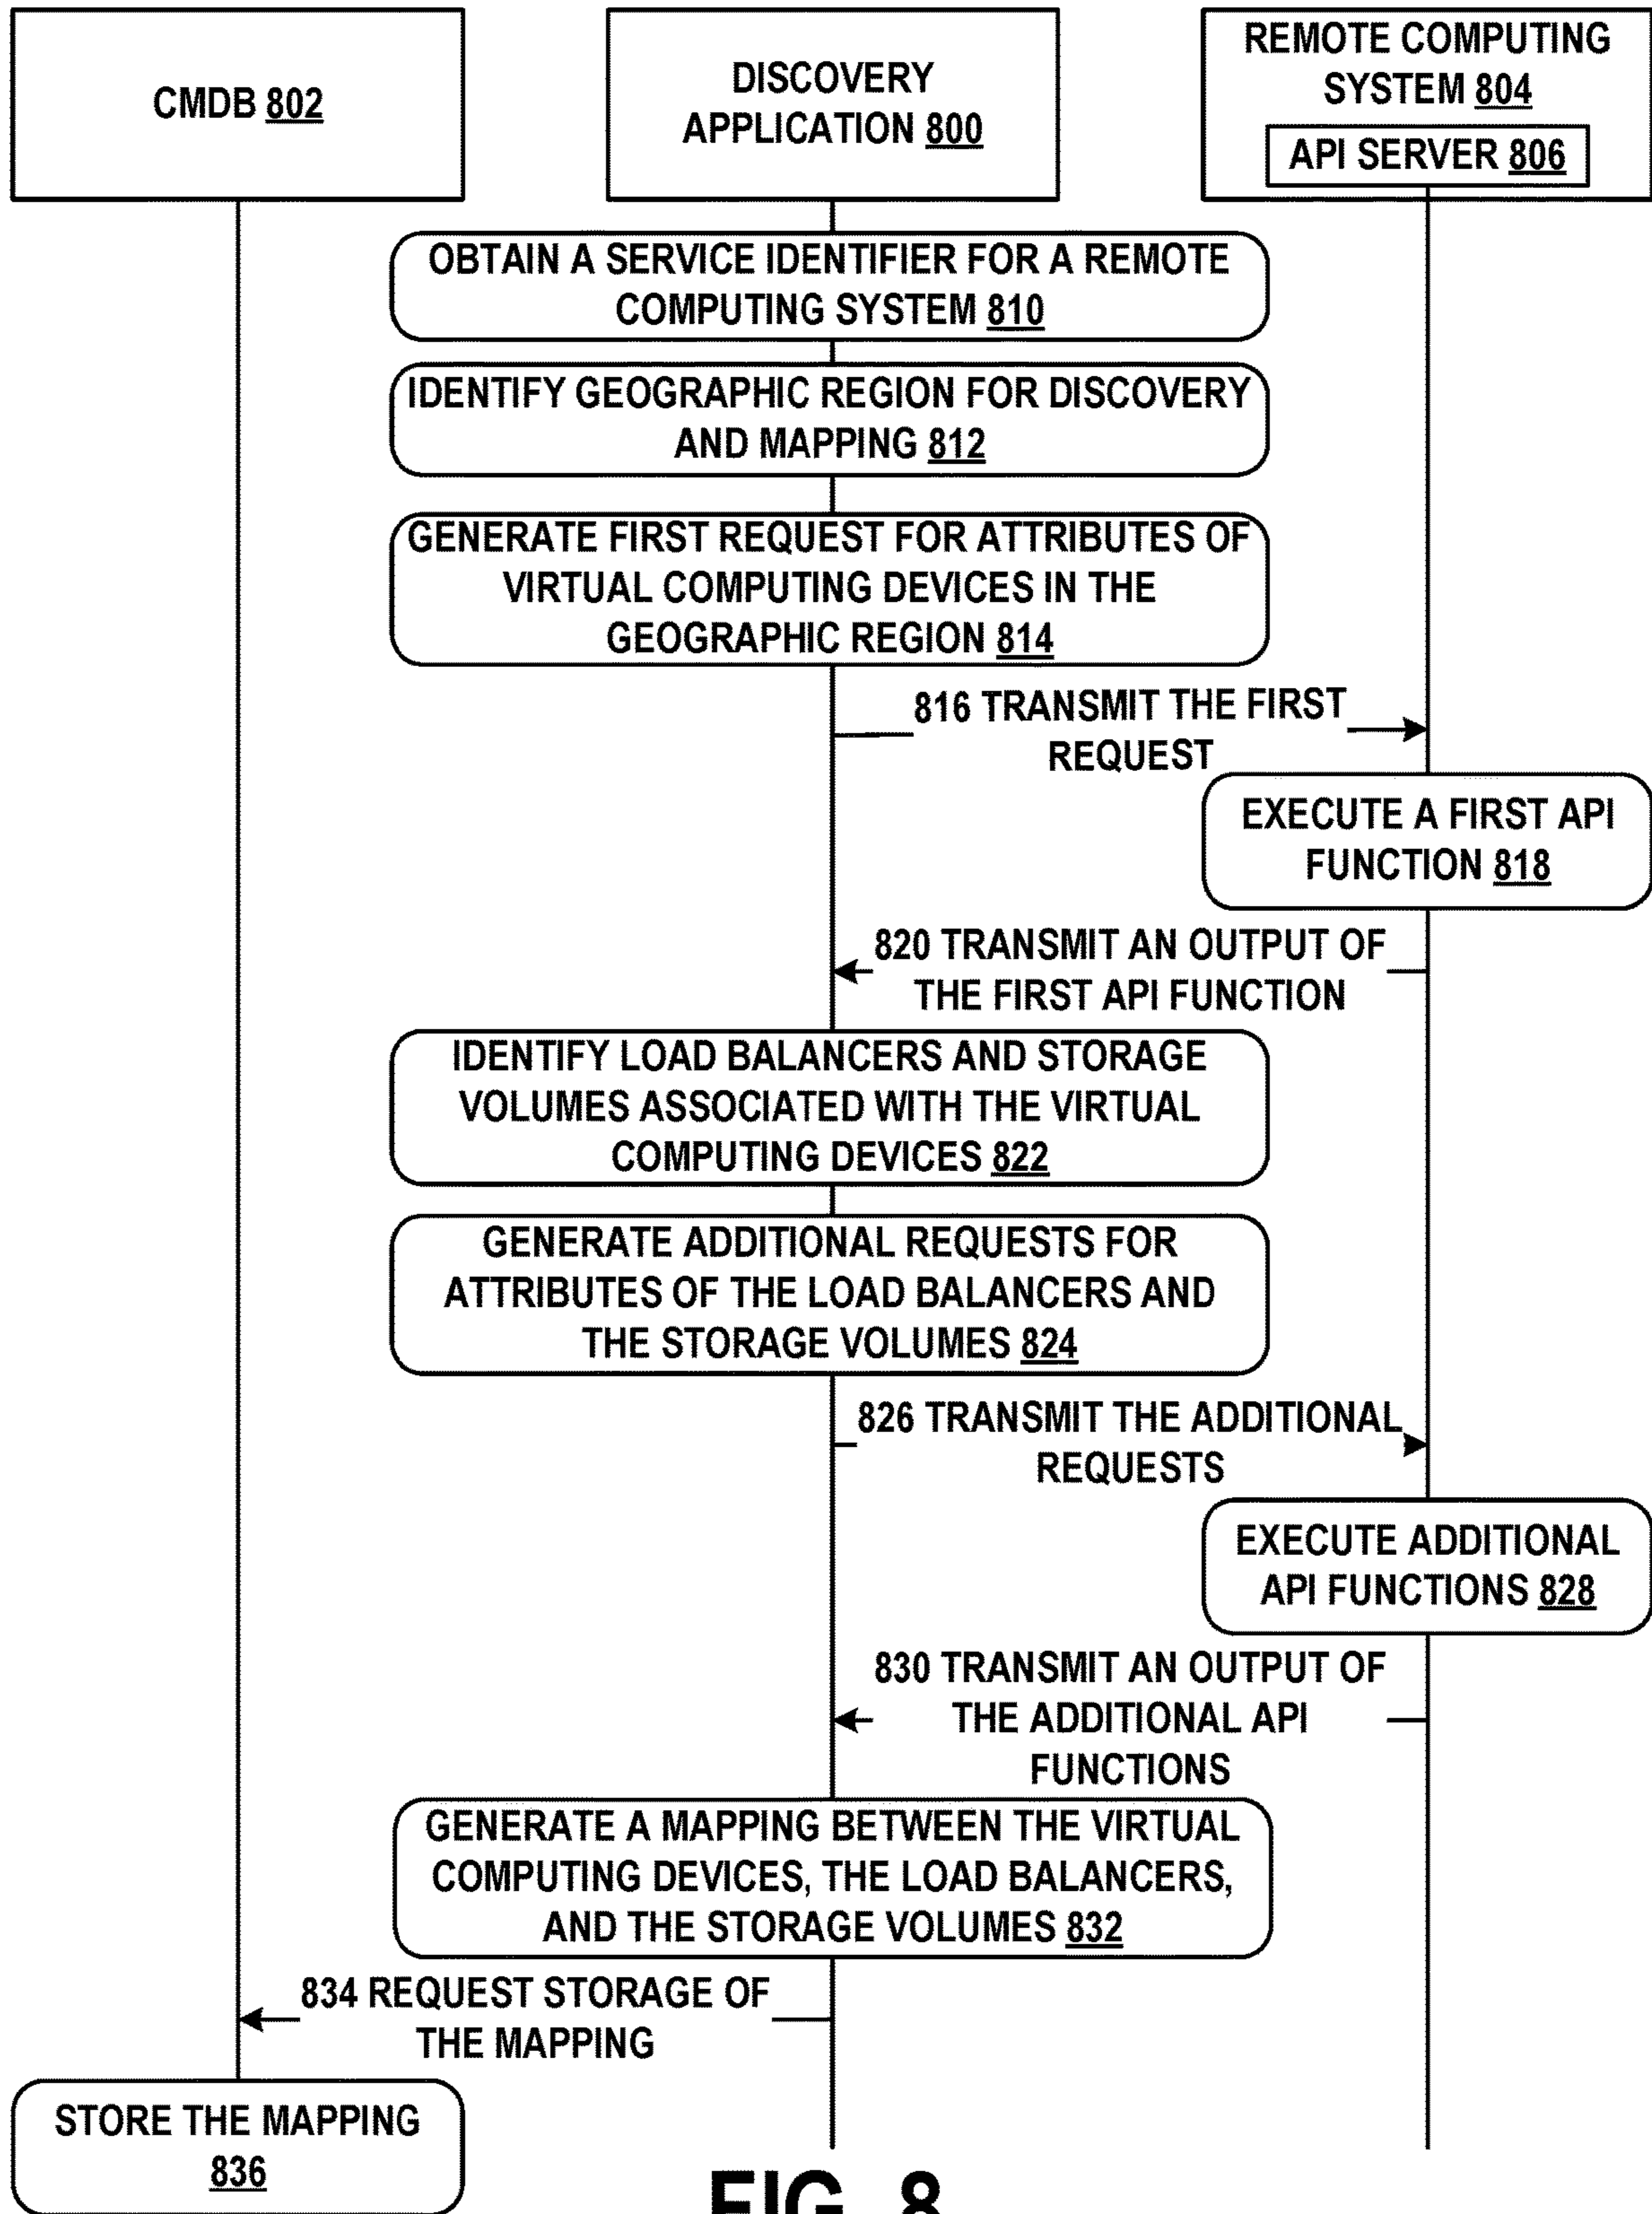 CMDB 802
DISCOVERY
APPLICATION 800
REMOTE COMPUTING
SYSTEM 804
API SERVER 806
OBTAIN A SERVICE IDENTIFIER FOR A REMOTE
COMPUTING SYSTEM 810
IDENTIFY GEOGRAPHIC REGION FOR DISCOVERY
AND MAPPING 812
GENERATE FIRST REQUEST FOR ATTRIBUTES OF
VIRTUAL COMPUTING DEVICES IN THE
GEOGRAPHIC REGION 814
816 TRANSMIT THE FIRST
REQUEST
EXECUTE A FIRST API
FUNCTION 818
820 TRANSMIT AN OUTPUT OF
THE FIRST API FUNCTION
IDENTIFY LOAD BALANCERS AND STORAGE
VOLUMES ASSOCIATED WITH THE VIRTUAL
COMPUTING DEVICES 822
GENERATE ADDITIONAL REQUESTS FOR
ATTRIBUTES OF THE LOAD BALANCERS AND
THE STORAGE VOLUMES 824
826 TRANSMIT THE ADDITIONAL
REQUESTS
EXECUTE ADDITIONAL
API FUNCTIONS 828
830 TRANSMIT AN OUTPUT OF
THE ADDITIONAL API
FUNCTIONS
GENERATE A MAPPING BETWEEN THE VIRTUAL
COMPUTING DEVICES, THE LOAD BALANCERS,
AND THE STORAGE VOLUMES 832
834 REQUEST STORAGE OF
THE MAPPING
STORE THE MAPPING
836
FIG. 8